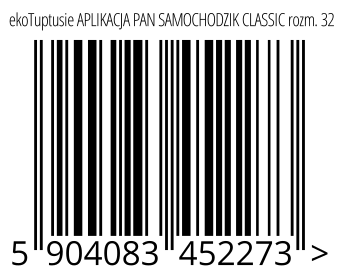 ekoTuptusie APLIKACJA PAN SAMOCHODZIK CLASSIC rozm. 32
5 904083 452273 >